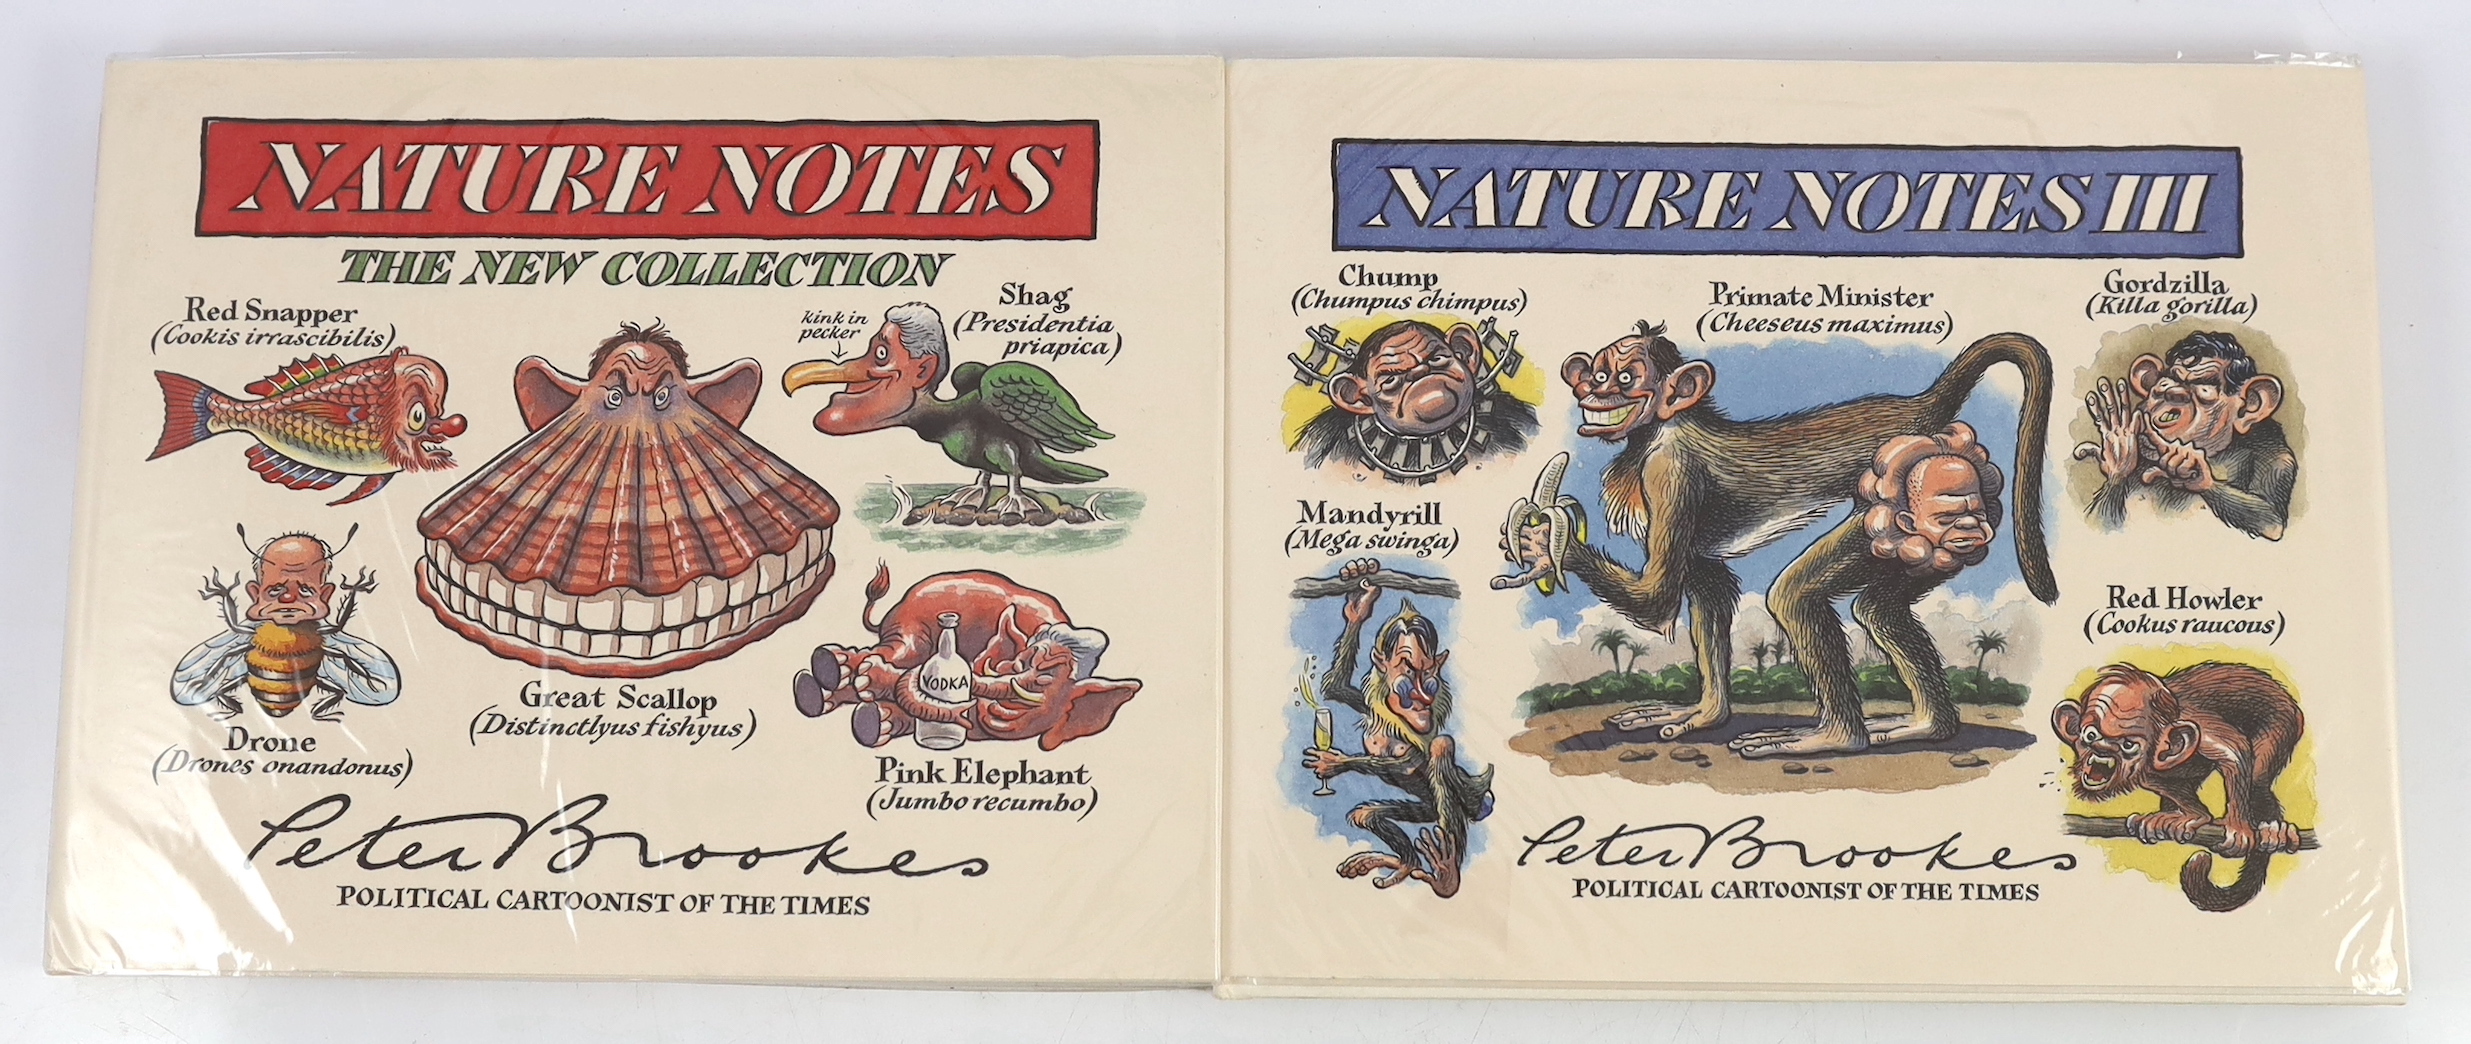 NATURE NOTES
THE NEW COLLECTION
Red Snapper
(Cookis irrascibilis)
kink in
pecker
Shag
(Presidentia
priapica)
Drone
(Drones onandonus)
Great Scallop
(Distinctlyus fishyus)
VODKA
Pink Elephant
(Jumbo recumbo)
Peter Brookes
POLITICAL CARTOONIST OF THE TIMES
NATURE NOTES III
Chump
(Chumpus chimpus)
Primate Minister
(Cheeseus maximus)
Gordzilla
(Killa gorilla)
Mandyrill
(Mega swinga)
Red Howler
(Cookus raucous)
Peter Brookes
POLITICAL CARTOONIST OF THE TIMES